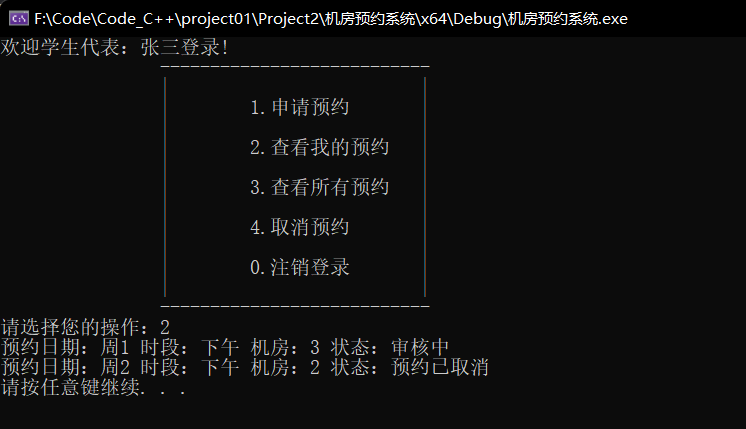 F:\Code\Code_C++\project01\Project2\机房预约系统\x64\Debug\机房预约系统.exe
欢迎学生代表：张三登录!
---------------------------
1.申请预约
2.查看我的预约
3.查看所有预约
4.取消预约
0.注销登录
---------------------------
请选择您的操作：2
预约日期：周1 时段：下午 机房：3 状态：审核中
预约日期：周2 时段：下午 机房：2 状态：预约已取消
请按任意键继续. . .